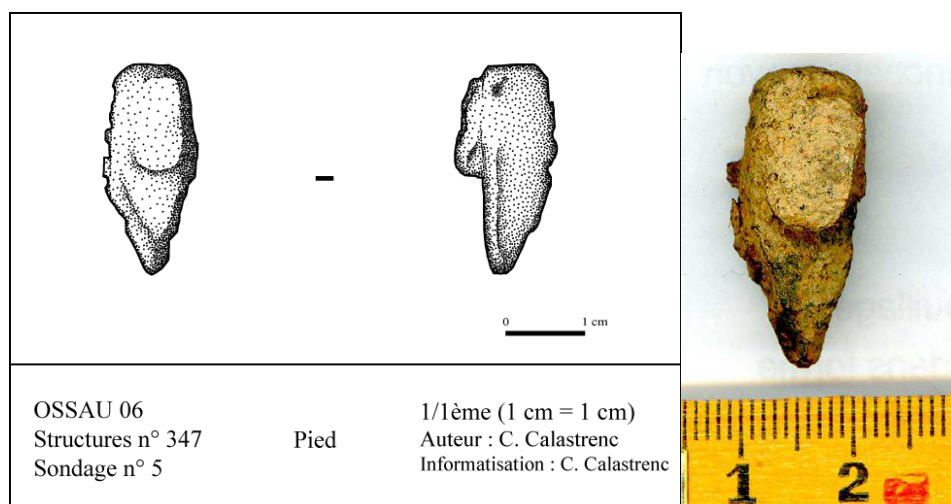 0 1 cm
OSSAU 06
Structures n° 347
Sondage n° 5
Pied
1/1ème (1 cm = 1 cm)
Auteur : C. Calastrenc
Informatisation : C. Calastrenc
1 2